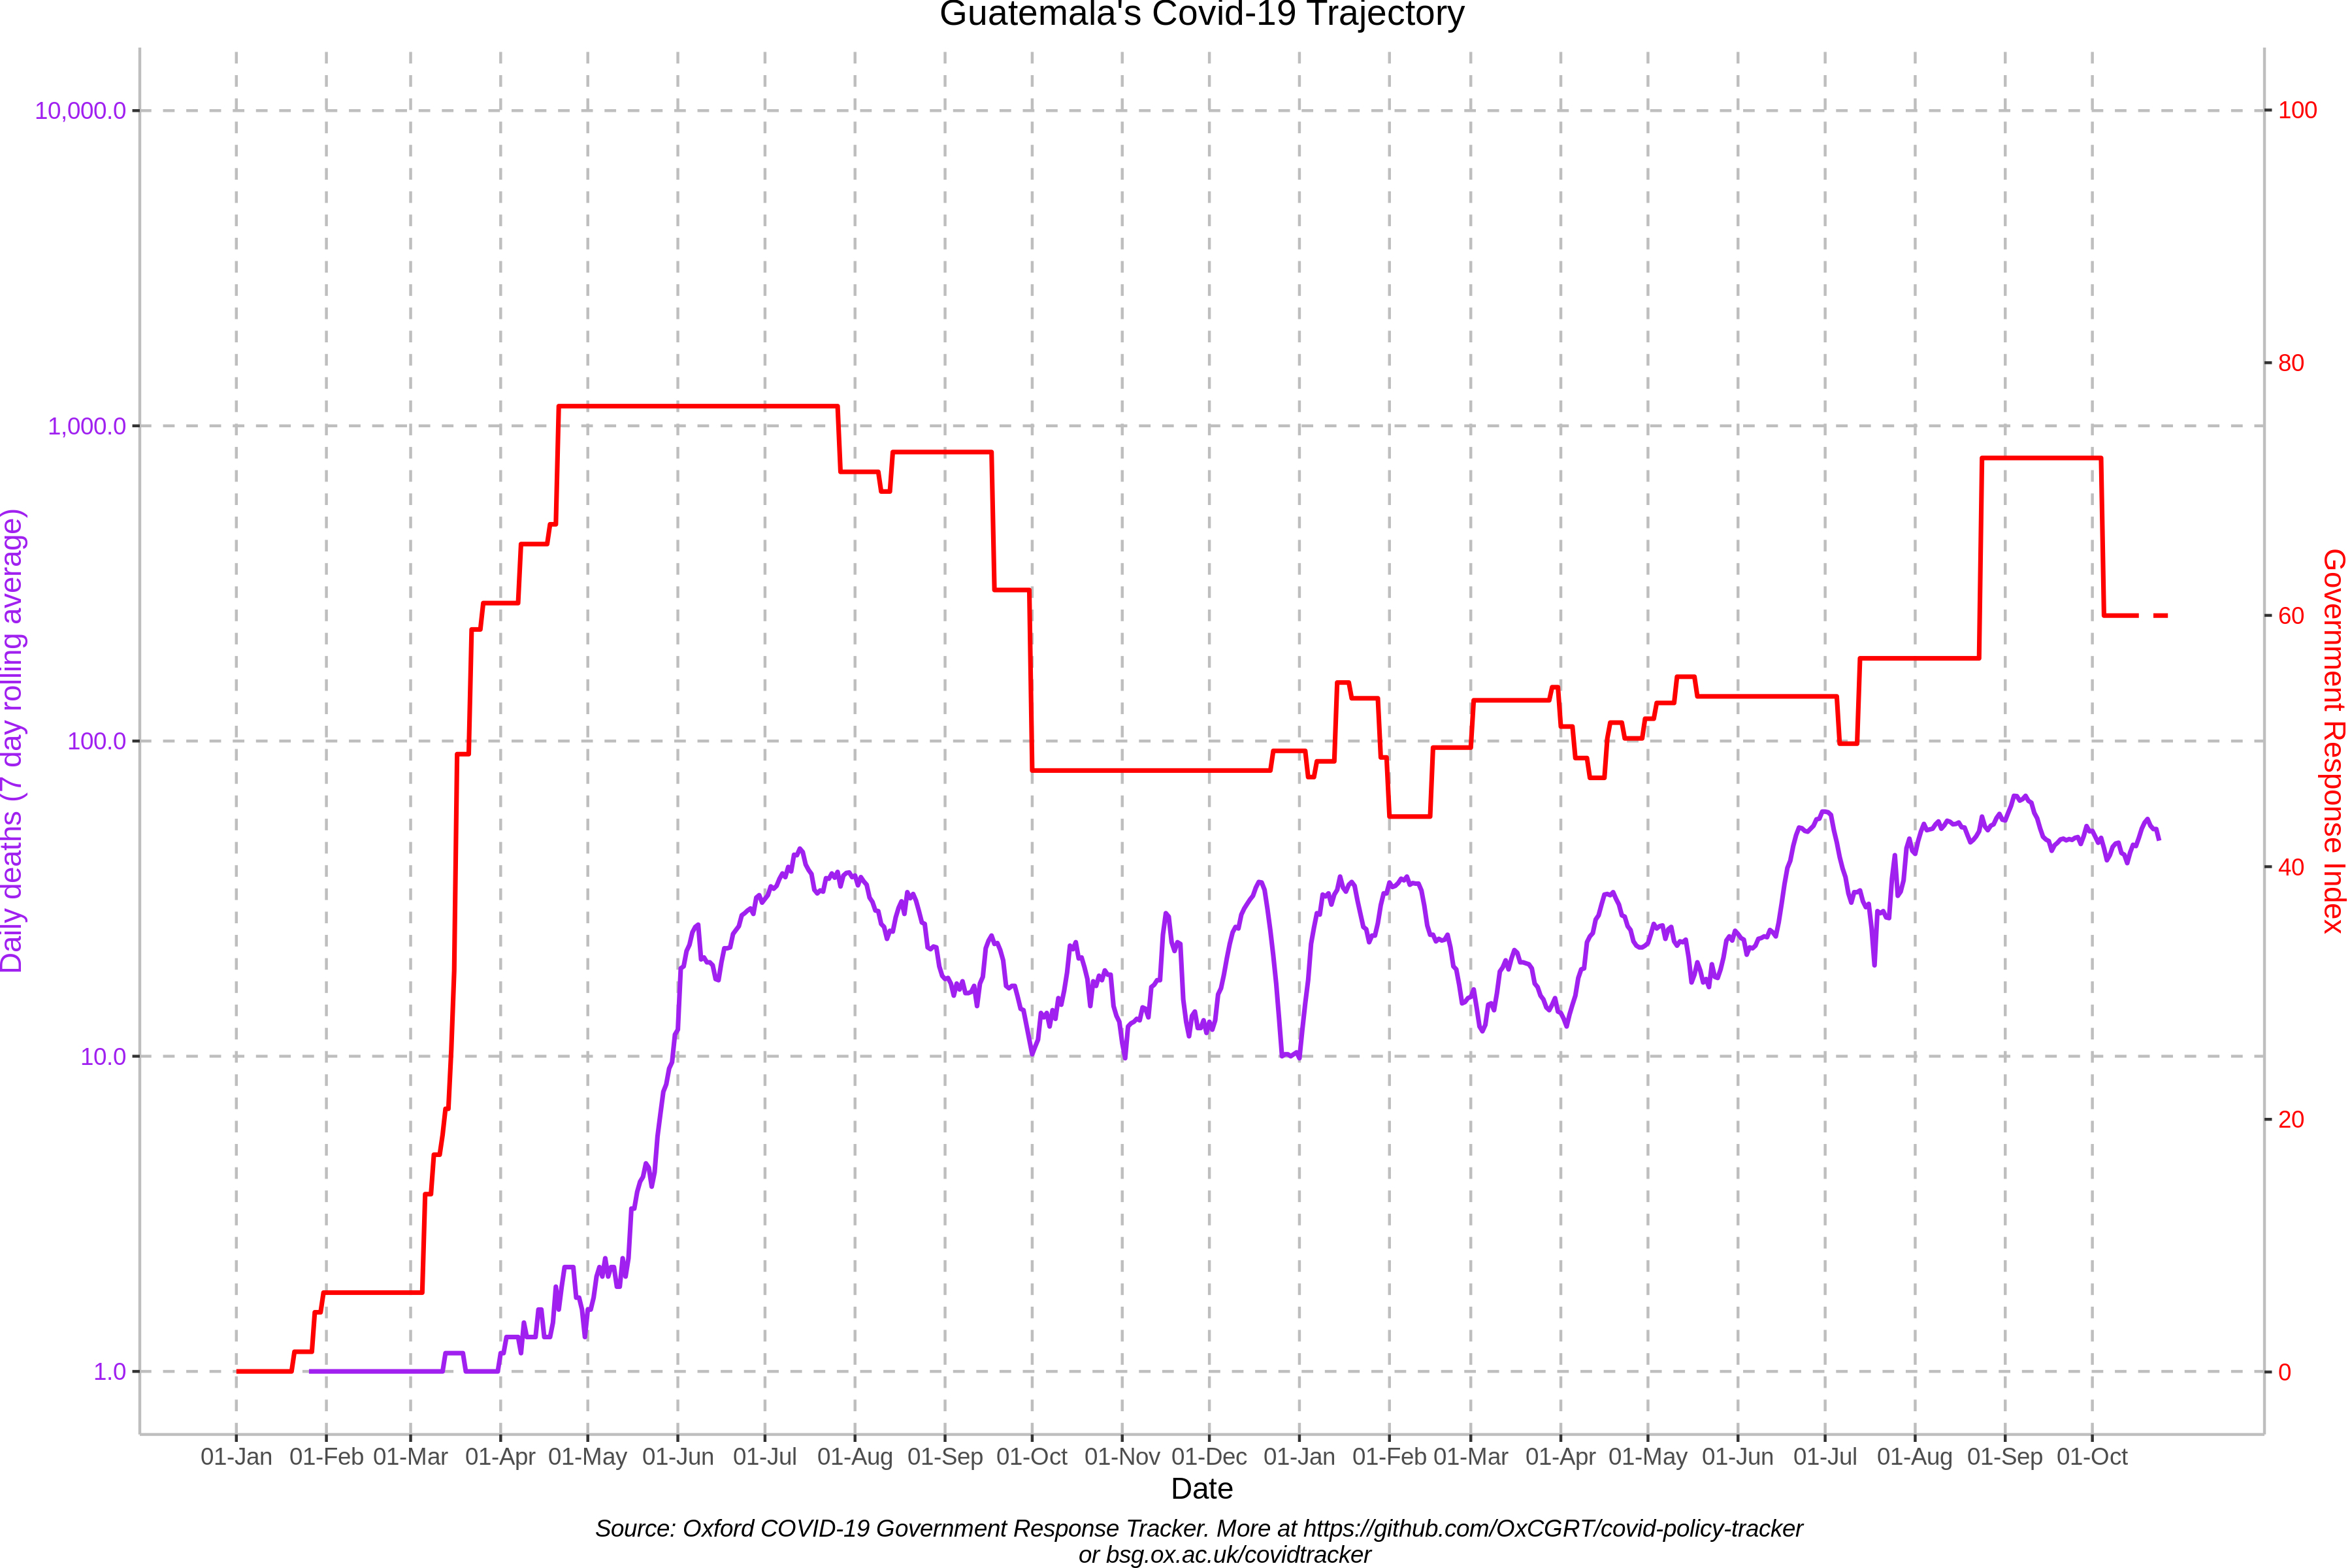 Guatemala's Covid-19 Trajectory
10,000.0
1,000.0
100.0
10.0
1.0
Daily deaths (7 day rolling average)
100
80
60
40
20
0
Government Response Index
01-Jan 01-Feb 01-Mar 01-Apr 01-May 01-Jun 01-Jul 01-Aug 01-Sep 01-Oct 01-Nov 01-Dec 01-Jan 01-Feb 01-Mar 01-Apr 01-May 01-Jun 01-Jul 01-Aug 01-Sep 01-Oct
Date
Source: Oxford COVID-19 Government Response Tracker. More at https://github.com/OxCGRT/covid-policy-tracker
or bsg.ox.ac.uk/covidtracker